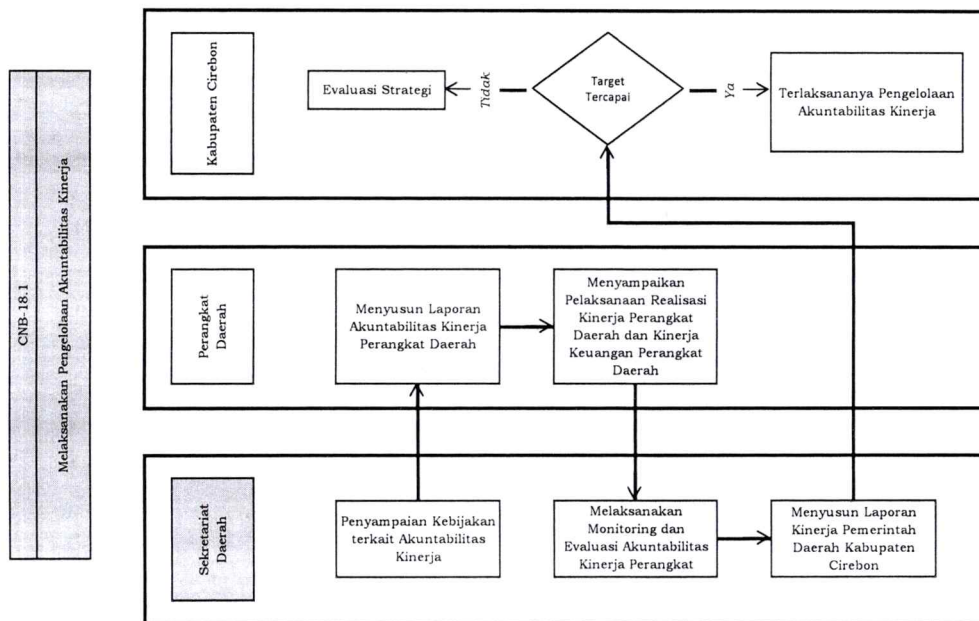 CNB-18.1
Melaksanakan Pengelolaan Akuntabilitas Kinerja
Kabupaten Cirebon
Evaluasi Strategi
Tidak
Target
Tercapai
Ya
Terlaksananya Pengelolaan
Akuntabilitas Kinerja
Perangkat
Daerah
Menyusun Laporan
Akuntabilitas Kinerja
Perangkat Daerah
Menyampaikan
Pelaksanaan Realisasi
Kinerja Perangkat
Daerah dan Kinerja
Keuangan Perangkat
Daerah
Sekretariat
Daerah
Penyampaian Kebijakan
terkait Akuntabilitas
Kinerja
Melaksanakan
Monitoring dan
Evaluasi Akuntabilitas
Kinerja Perangkat
Menyusun Laporan
Kinerja Pemerintah
Daerah Kabupaten
Cirebon